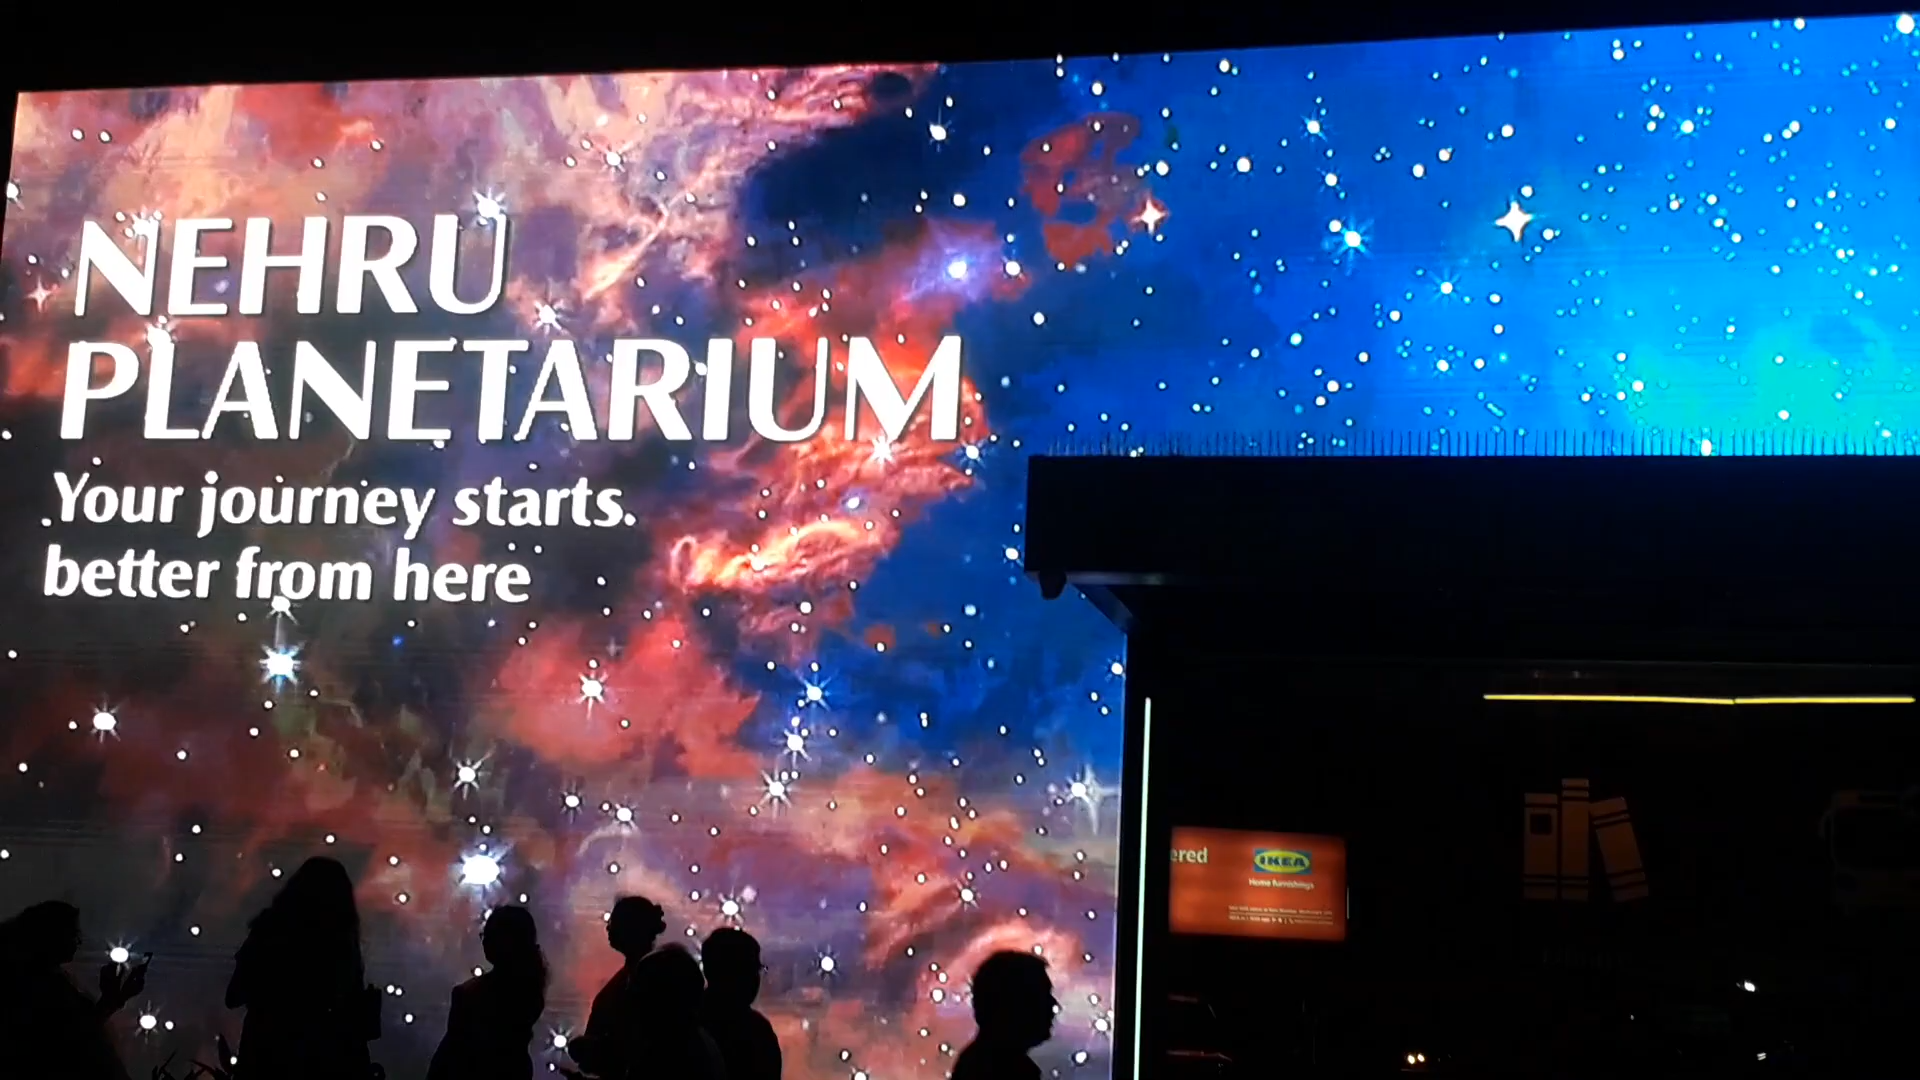 NEHRU
PLANETARIUM
Your journey starts.
better from here
ered
IKEA
Home furnishings